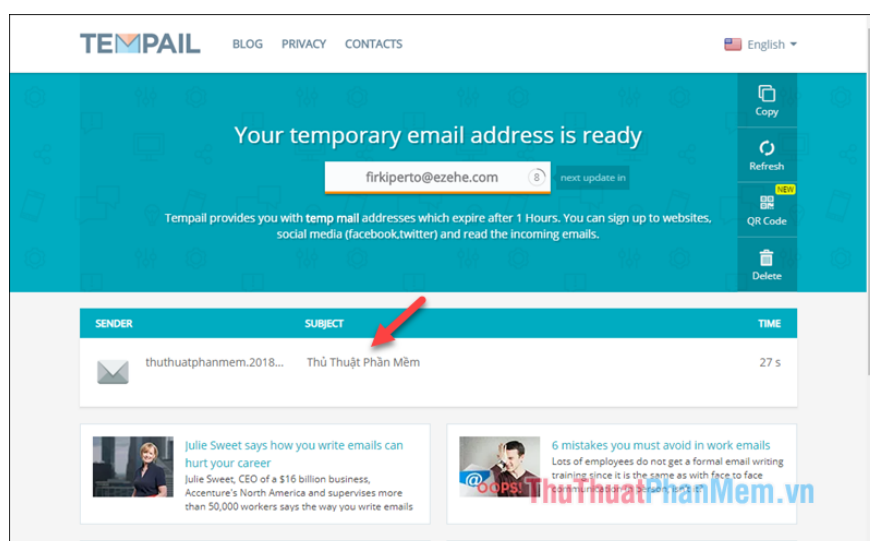 TEMPAIL
BLOG PRIVACY CONTACTS
English
Copy
Your temporary email address is ready
firkiperto@ezehe.com 8 next update in
Refresh
NEW
QR Code
Tempail provides you with temp mail addresses which expire after 1 Hours. You can sign up to websites,
social media (facebook,twitter) and read the incoming emails.
Delete
SENDER SUBJECT TIME
thuthuatphanmem.2018... Thủ Thuật Phần Mềm 27 s
Julie Sweet says how you write emails can
hurt your career
Julie Sweet, CEO of a $16 billion business,
Accenture's North America and supervises more
than 50,000 workers says the way you write emails
6 mistakes you must avoid in work emails
Lots of employees do not get a formal email writing
training since it is the same as with face to face
communication in person, isn't it?
@ OOPS!
ThuThuatPhanMem.vn